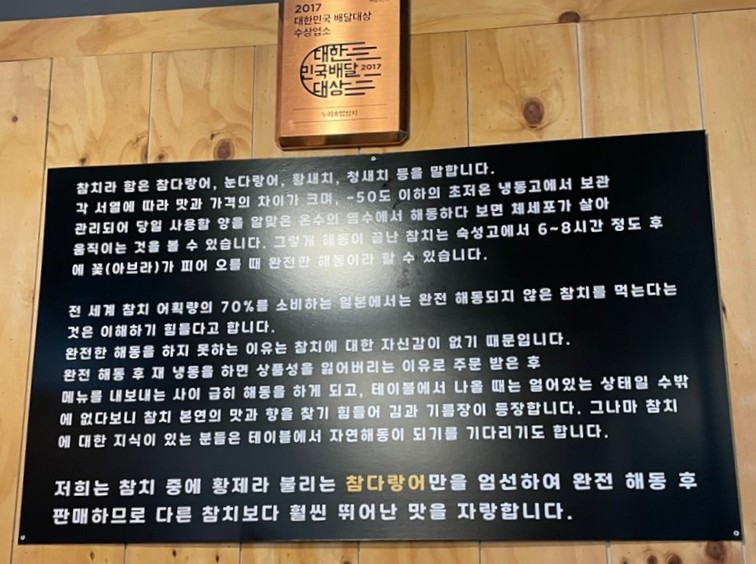 2017
대한민국 배달대상
수상업소
대한
민국배달 2017
대상
참치라 함은 참다랑어, 눈다랑어, 황새치, 청새치 등을 말합니다.
각 서열에 따라 맛과 가격의 차이가 크며, -50도 이하의 초저온 냉동고에서 보관
관리되어 당일 사용할 양을 알맞은 온수의 염수에서 해동하다 보면 체세포가 살아
움직이는 것을 볼 수 있습니다. 그렇게 해동이 끝난 참치는 숙성고에서 6~8시간 정도 후
에 꽃(아브라)가 피어 오를 때 완전한 해동이라 할 수 있습니다.
전 세계 참치 어획량의 70%를 소비하는 일본에서는 완전 해동되지 않은 참치를 먹는다는
것은 이해하기 힘들다고 합니다.
완전한 해동을 하지 못하는 이유는 참치에 대한 자신감이 없기 때문입니다.
완전 해동 후 재 냉동을 하면 상품성을 잃어버리는 이유로 주문 받은 후
메뉴를 내보내는 사이 급히 해동을 하게 되고, 테이블에서 나올 때는 얼어있는 상태일 수밖
에 없다보니 참치 본연의 맛과 향을 찾기 힘들어 김과 기름장이 등장합니다. 그나마 참치
에 대한 지식이 있는 분들은 테이블에서 자연해동이 되기를 기다리기도 합니다.
저희는 참치 중에 황제라 불리는 참다랑어만을 엄선하여 완전 해동 후
판매하므로 다른 참치보다 훨씬 뛰어난 맛을 자랑합니다.